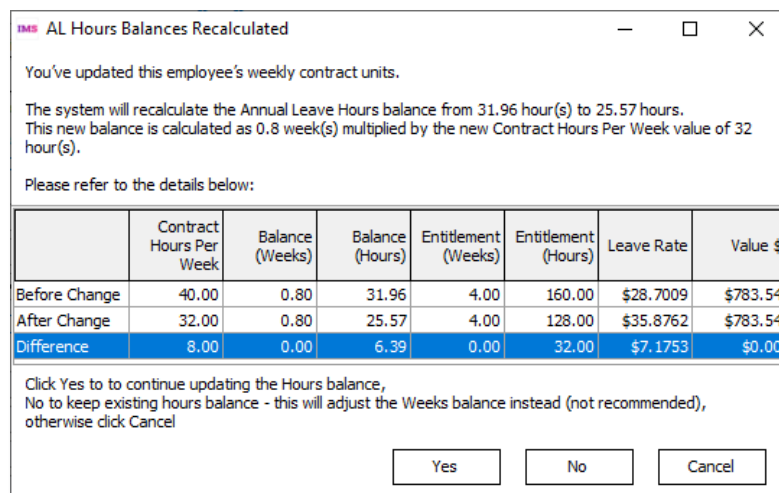 IMS AL Hours Balances Recalculated
You've updated this employee's weekly contract units.
The system will recalculate the Annual Leave Hours balance from 31.96 hour(s) to 25.57 hours.
This new balance is calculated as 0.8 week(s) multiplied by the new Contract Hours Per Week value of 32
hour(s).
Please refer to the details below:
Contract Hours Per Week Balance (Weeks) Balance (Hours) Entitlement (Weeks) Entitlement (Hours) Leave Rate Value $
Before Change 40.00 0.80 31.96 4.00 160.00 $28.7009 $783.54
After Change 32.00 0.80 25.57 4.00 128.00 $35.8762 $783.54
Difference 8.00 0.00 6.39 0.00 32.00 $7.1753 $0.00
Click Yes to to continue updating the Hours balance,
No to keep existing hours balance - this will adjust the Weeks balance instead (not recommended),
otherwise click Cancel
Yes No Cancel